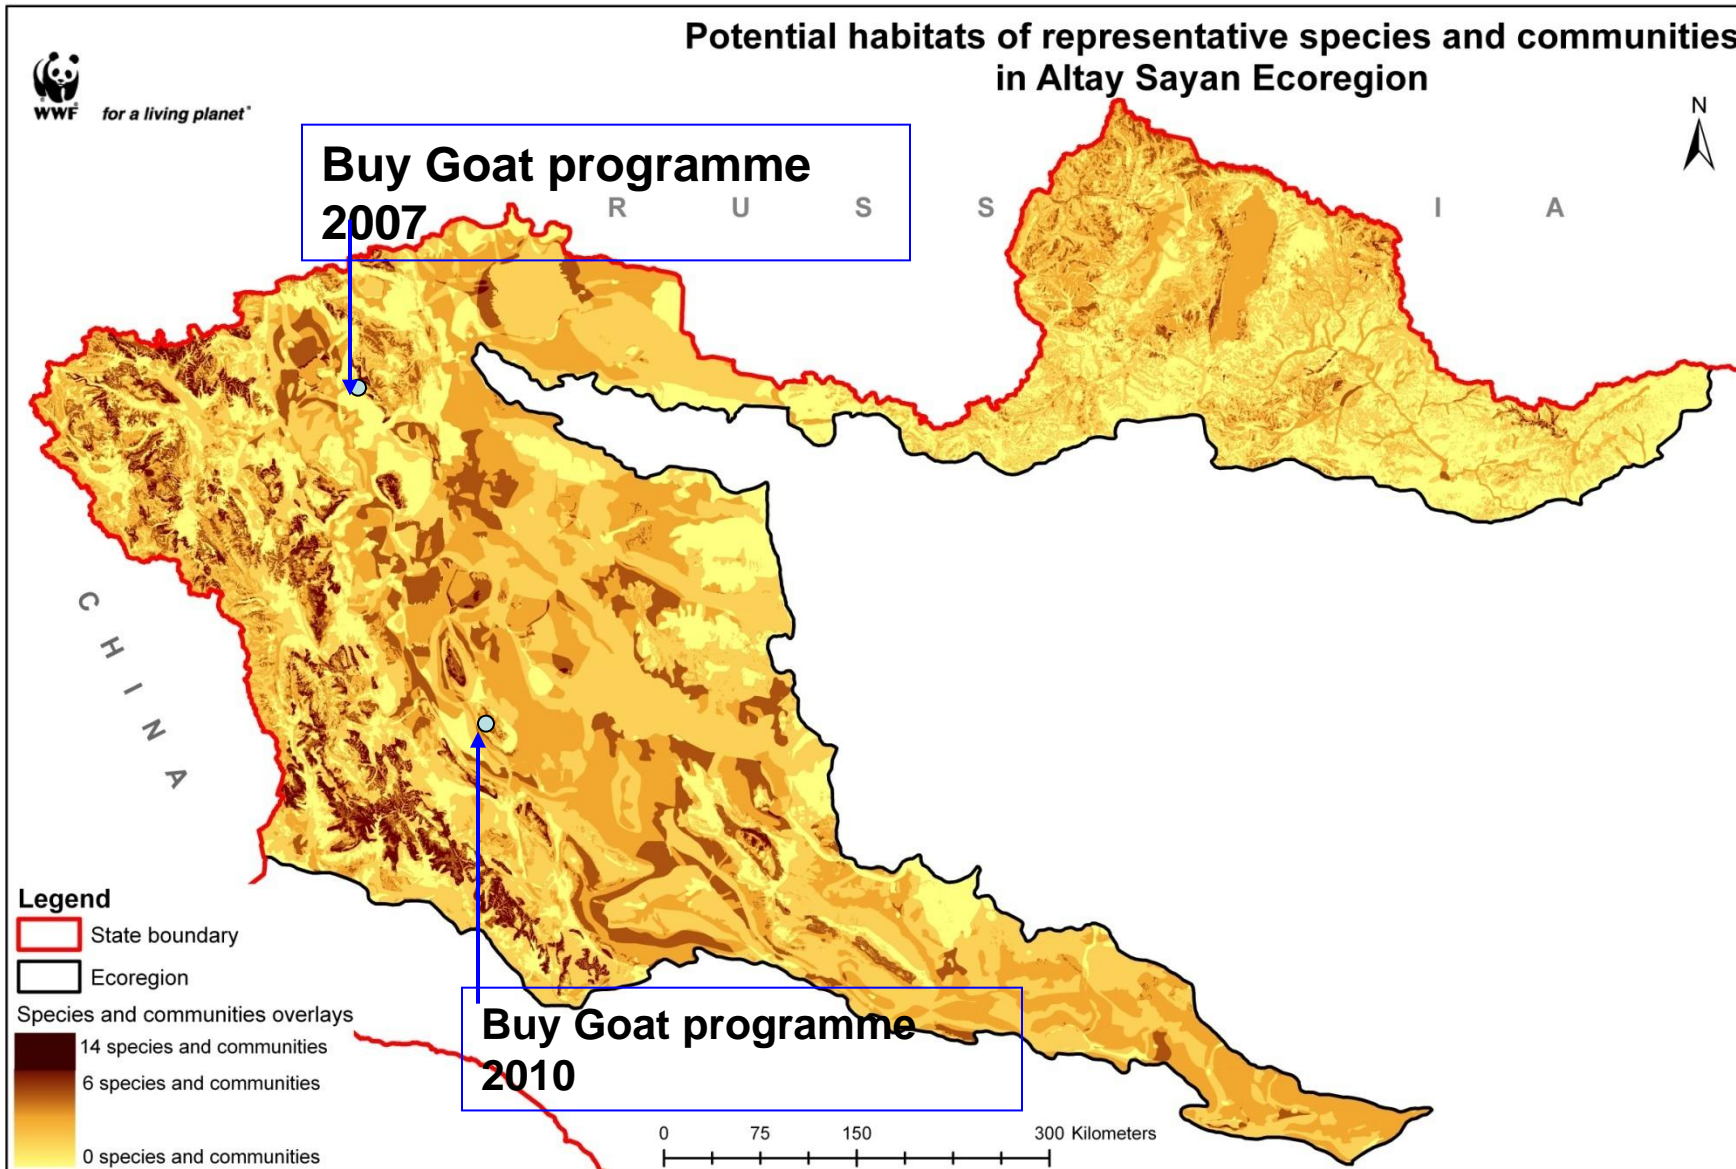 Potential habitats of representative species and communities
in Altay Sayan Ecoregion
WWF
for a living planet®
N
Buy Goat programme
2007
R U S S I A
C H I N A
Legend
State boundary
Ecoregion
Species and communities overlays
14 species and communities
6 species and communities
0 species and communities
Buy Goat programme
2010
0 75 150 300 Kilometers